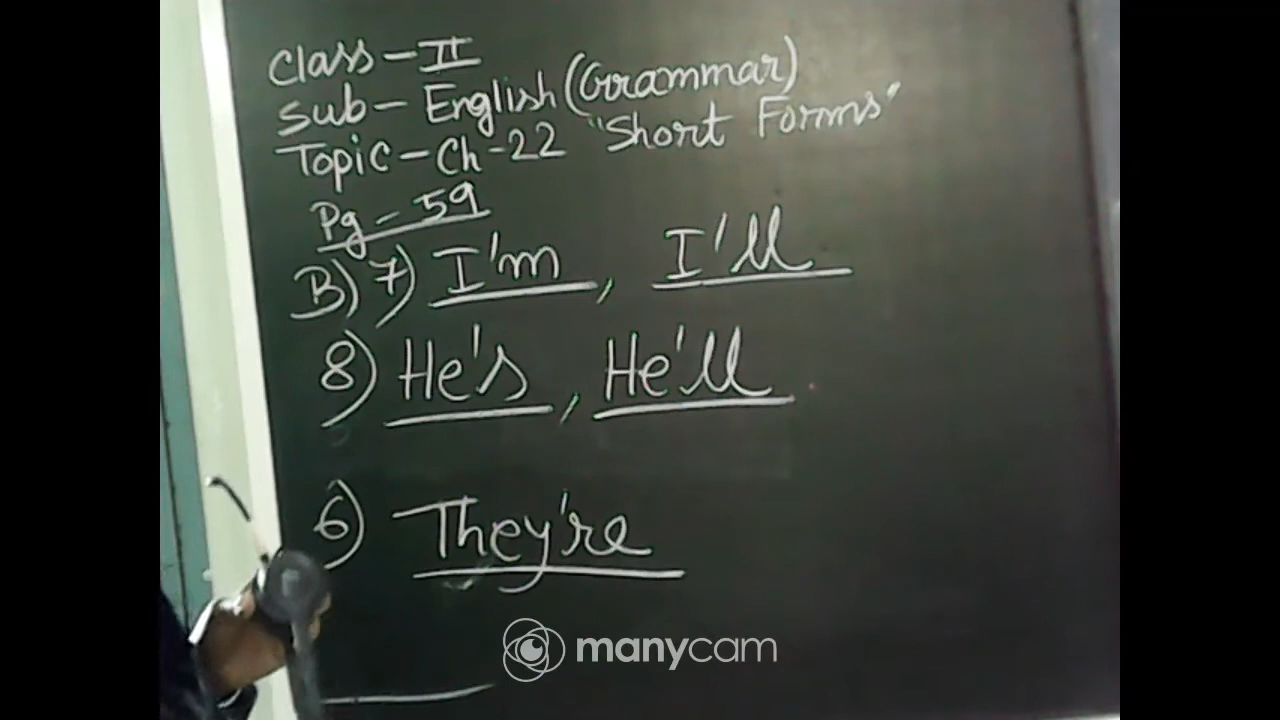 Class - II
Sub - English (Grammar)
Topic - Ch - 22 "Short Forms"
Pg - 59
B) 7) I'm, I'll
8) He's, He'll
6) They're
manycam